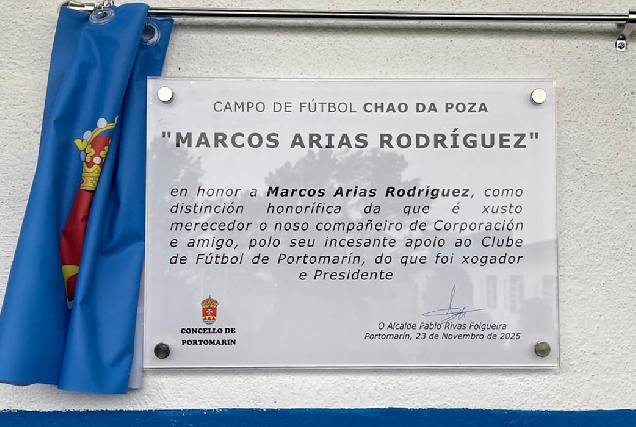 CAMPO DE FÚTBOL CHAO DA POZA
"MARCOS ARIAS RODRÍGUEZ"
en honor a Marcos Arias Rodríguez, como
distinción honorífica da que é xusto
merecedor o noso compañeiro de Corporación
e amigo, polo seu incesante apoio ao Clube
de Fútbol de Portomarín, do que foi xogador
e Presidente
CONCELLO DE
PORTOMARIN
O Alcalde Pablo Rivas Folgueira
Portomarín, 23 de Novembro de 2025